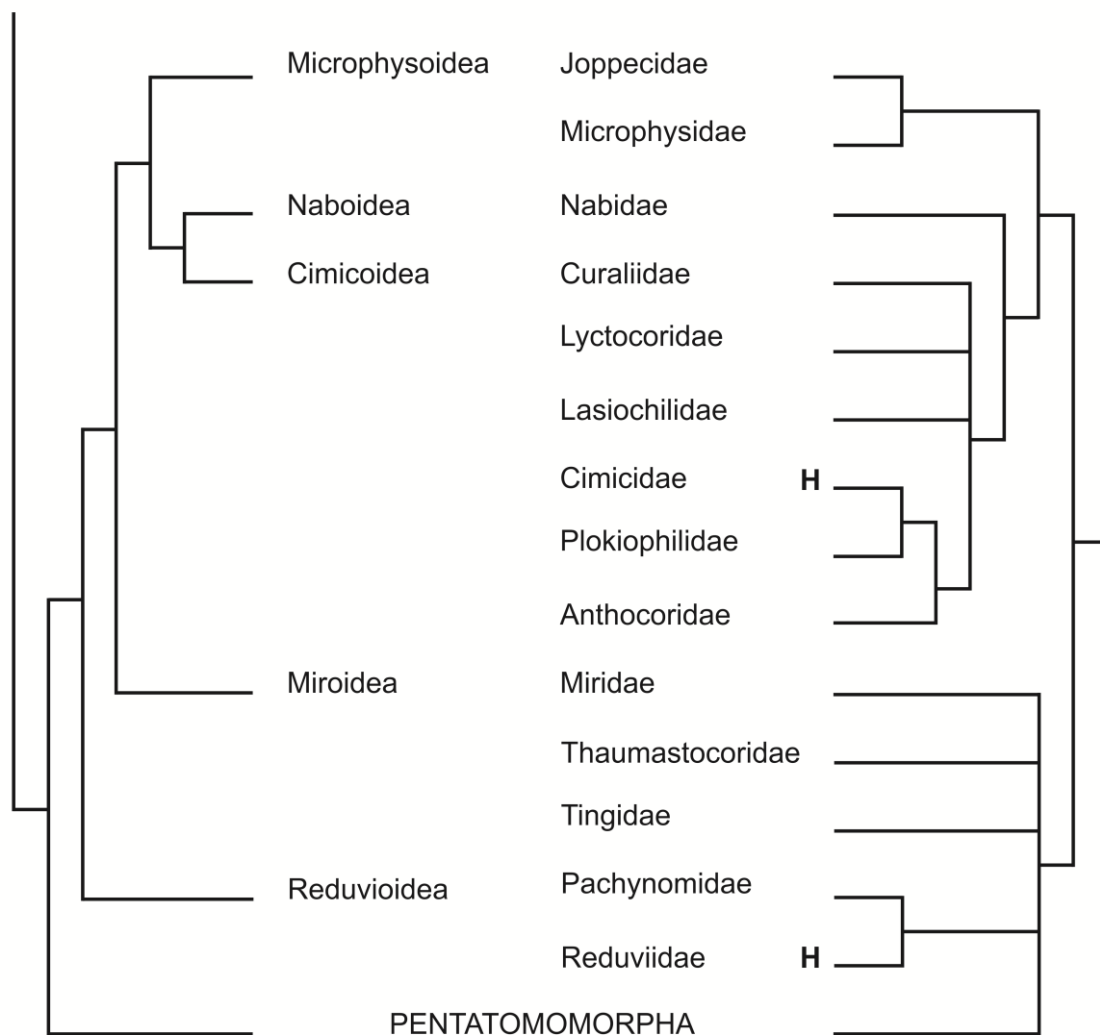 Microphysoidea Joppecidae
Microphysidae
Naboidea Nabidae
Cimicoidea Curaliidae
Lyctocoridae
Lasiochilidae
Cimicidae H
Plokiophilidae
Anthocoridae
Miroidea Miridae
Thaumastocoridae
Tingidae
Reduvioidea Pachynomidae
Reduviidae H
PENTATOMOMORPHA